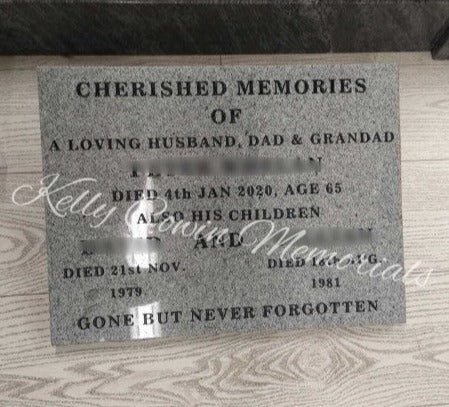 CHERISHED MEMORIES
OF
A LOVING HUSBAND, DAD & GRANDAD
DIED 4th JAN 2020, AGE 65
ALSO HIS CHILDREN
AND
DIED 21st NOV. DIED AUG.
1979 1981
GONE BUT NEVER FORGOTTEN
Kelly Memorials